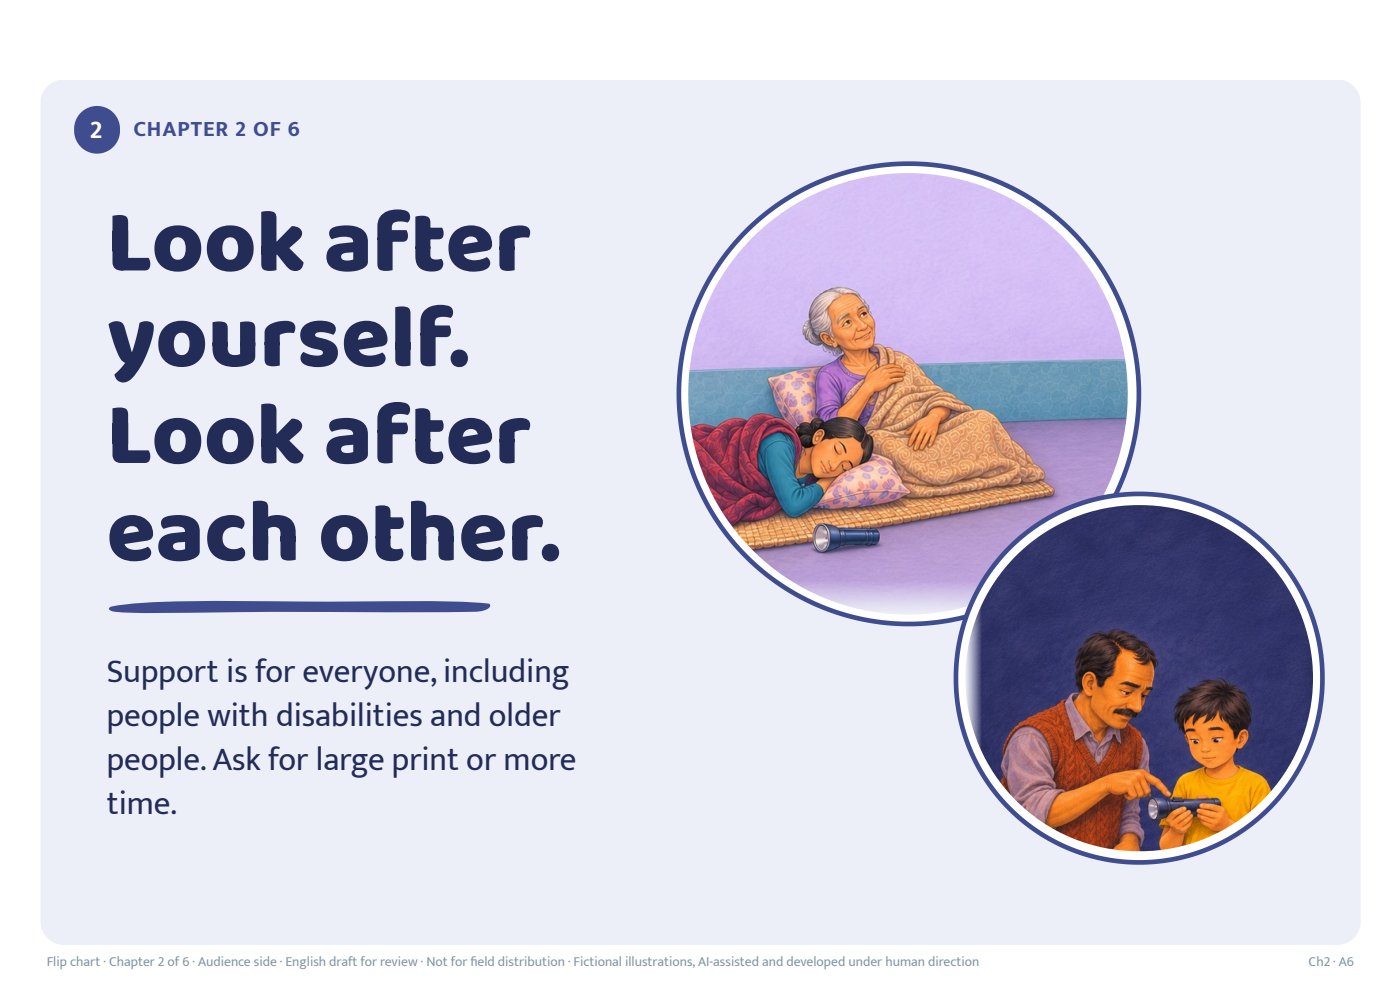 2
CHAPTER 2 OF 6
Look after
yourself.
Look after
each other.
Support is for everyone, including
people with disabilities and older
people. Ask for large print or more
time.
Flip chart · Chapter 2 of 6 · Audience side · English draft for review · Not for field distribution · Fictional illustrations, AI-assisted and developed under human direction
Ch2 · A6